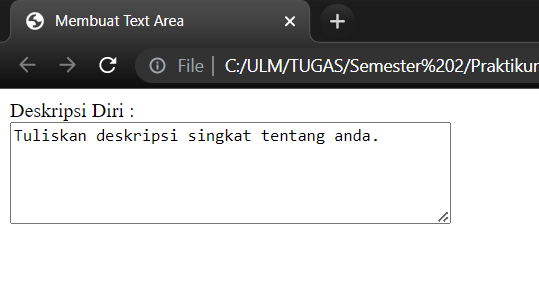 Membuat Text Area
File
C:/ULM/TUGAS/Semester%202/Praktikum
Deskripsi Diri :
Tuliskan deskripsi singkat tentang anda.